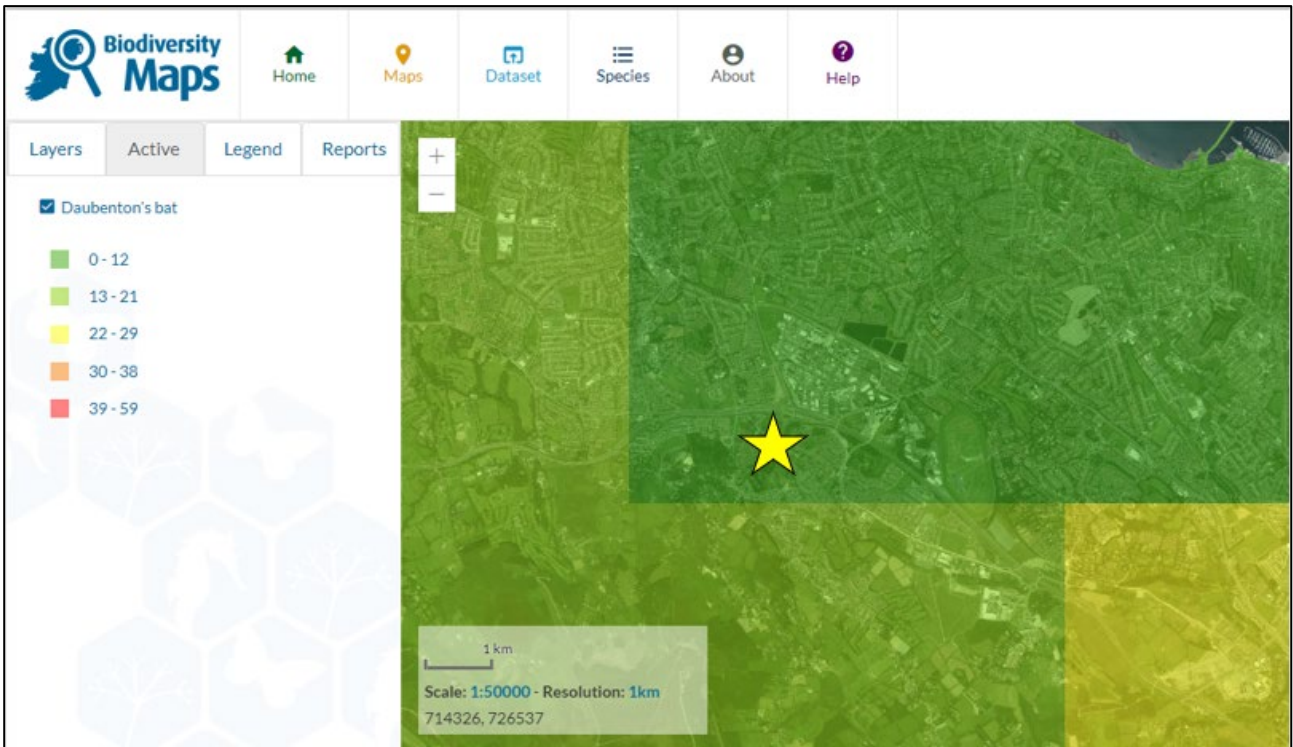 Biodiversity
Maps
Home
Maps
Dataset
Species
About
Help
Layers
Active
Legend
Reports
+
−
Daubenton's bat
0 - 12
13 - 21
22 - 29
30 - 38
39 - 59
1 km
Scale: 1:50000 - Resolution: 1km
714326, 726537